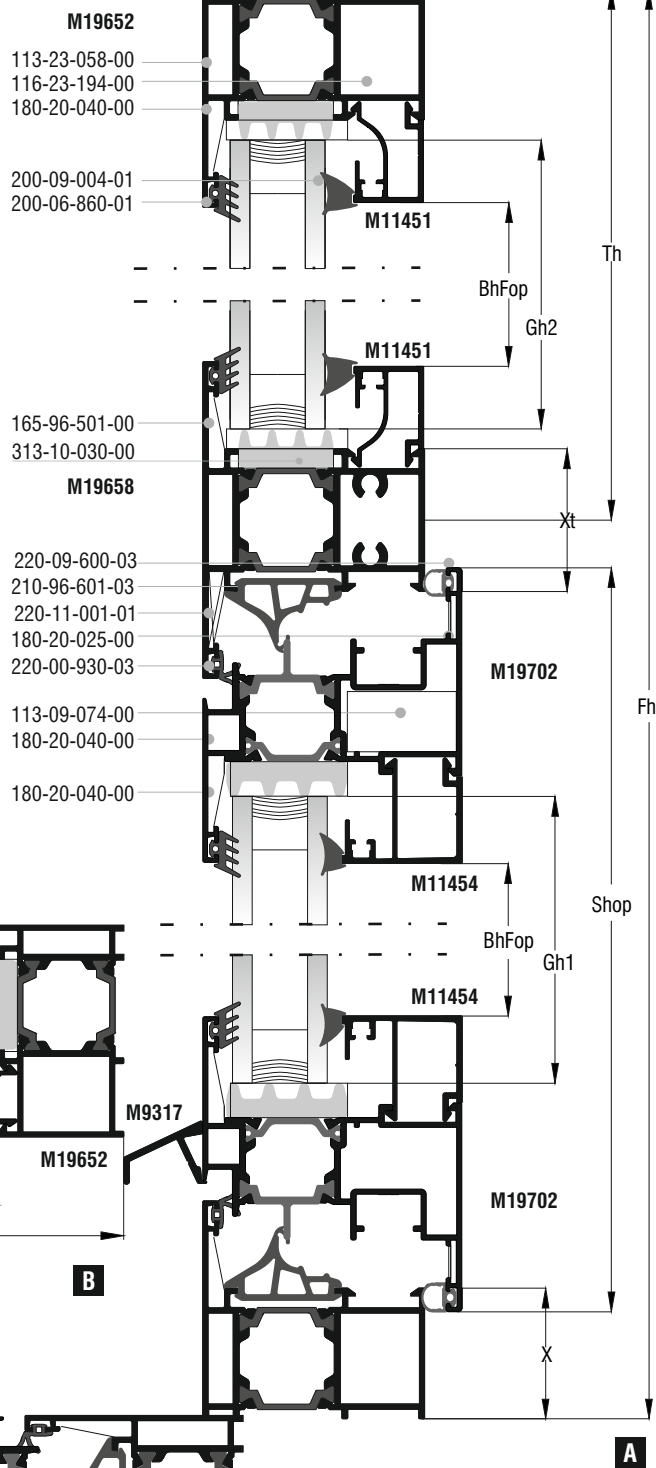 M19652
113-23-058-00
116-23-194-00
180-20-040-00
200-09-004-01
200-06-860-01
M11451
Th
BhFop
Gh2
M11451
165-96-501-00
313-10-030-00
M19658
Xt
220-09-600-03
210-96-601-03
220-11-001-01
180-20-025-00
220-00-930-03
M19702
113-09-074-00
180-20-040-00
Fh
180-20-040-00
M11454
Shop
BhFop
Gh1
M11454
M9317
M19652
M19702
B
X
A